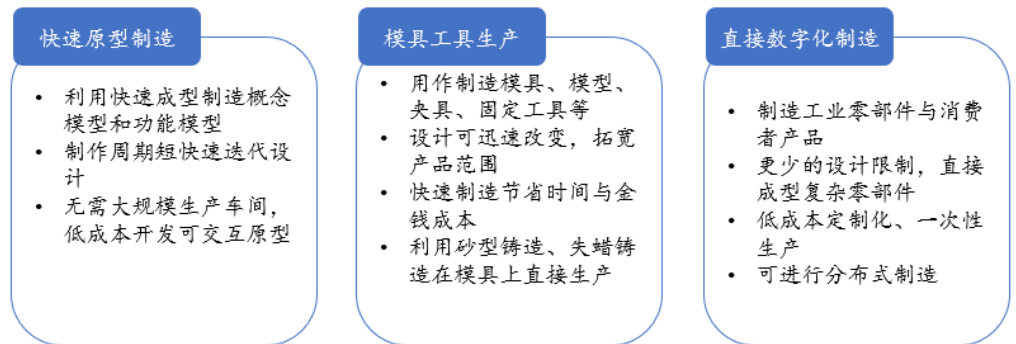 快速原型制造
• 利用快速成型制造概念
模型和功能模型
• 制作周期短快速迭代设
计
• 无需大规模生产车间，
低成本开发可交互原型
模具工具生产
• 用作制造模具、模型、
夹具、固定工具等
• 设计可迅速改变，拓宽
产品范围
• 快速制造节省时间与金
钱成本
• 利用砂型铸造、失蜡铸
造在模具上直接生产
直接数字化制造
• 制造工业零部件与消费
者产品
• 更少的设计限制，直接
成型复杂零部件
• 低成本定制化、一次性
生产
• 可进行分布式制造